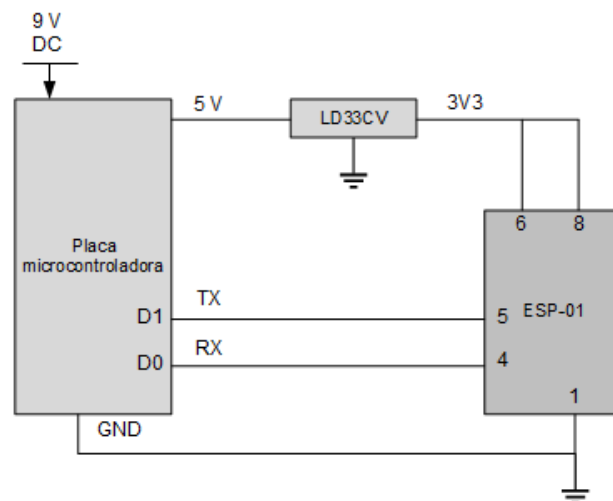 9 V
DC
5 V
LD33CV
3V3
6
8
Placa
microcontroladora
TX
D1
5
ESP-01
RX
D0
4
1
GND